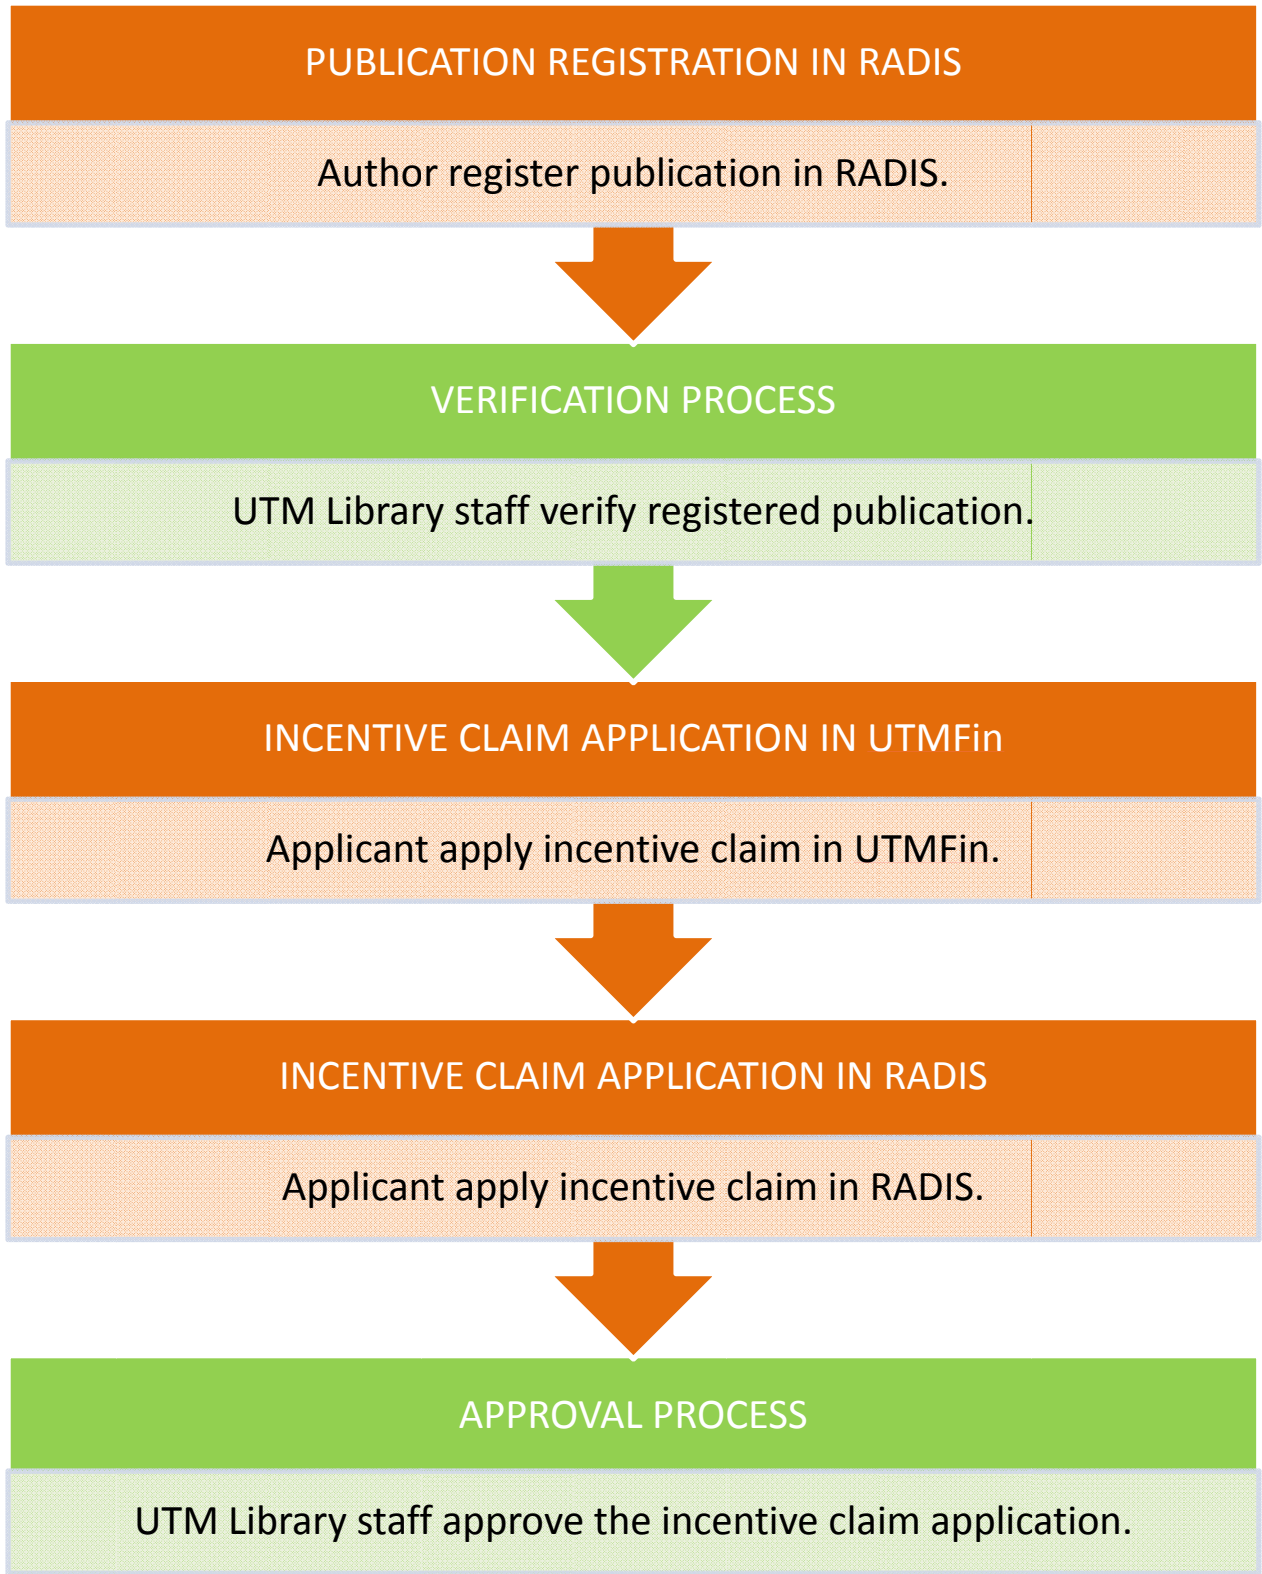 PUBLICATION REGISTRATION IN RADIS
Author register publication in RADIS.
VERIFICATION PROCESS
UTM Library staff verify registered publication.
INCENTIVE CLAIM APPLICATION IN UTMFin
Applicant apply incentive claim in UTMFin.
INCENTIVE CLAIM APPLICATION IN RADIS
Applicant apply incentive claim in RADIS.
APPROVAL PROCESS
UTM Library staff approve the incentive claim application.